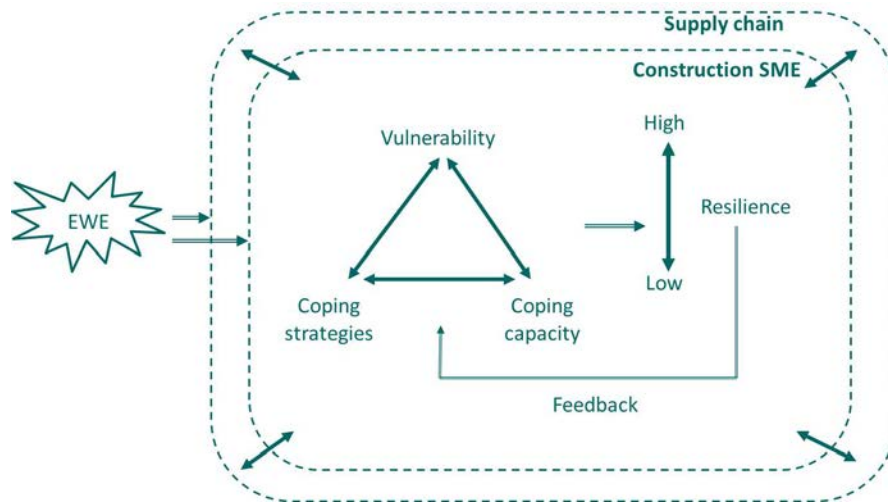 Supply chain
Construction SME
High
Vulnerability
EWE
Resilience
Low
Coping
strategies
Coping
capacity
Feedback